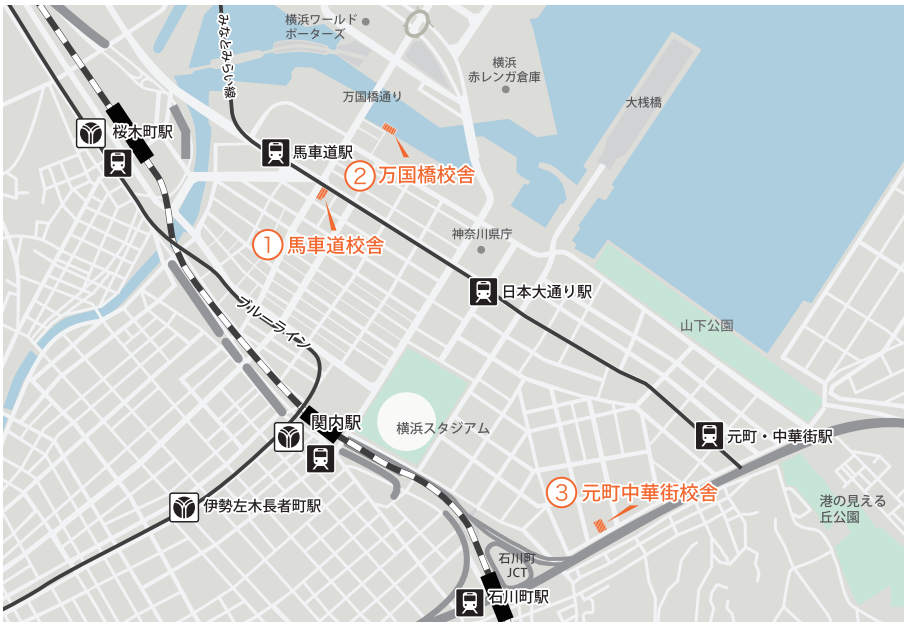 みなとみらい線
横浜ワールド
ポーターズ
横浜
赤レンガ倉庫
万国橋通り
大桟橋
桜木町駅
馬車道駅
② 万国橋校舎
① 馬車道校舎
神奈川県庁
日本大通り駅
ブルーライン
山下公園
関内駅
横浜スタジアム
元町・中華街駅
③ 元町中華街校舎
伊勢左木長者町駅
港の見える
丘公園
石川町
JCT
石川町駅